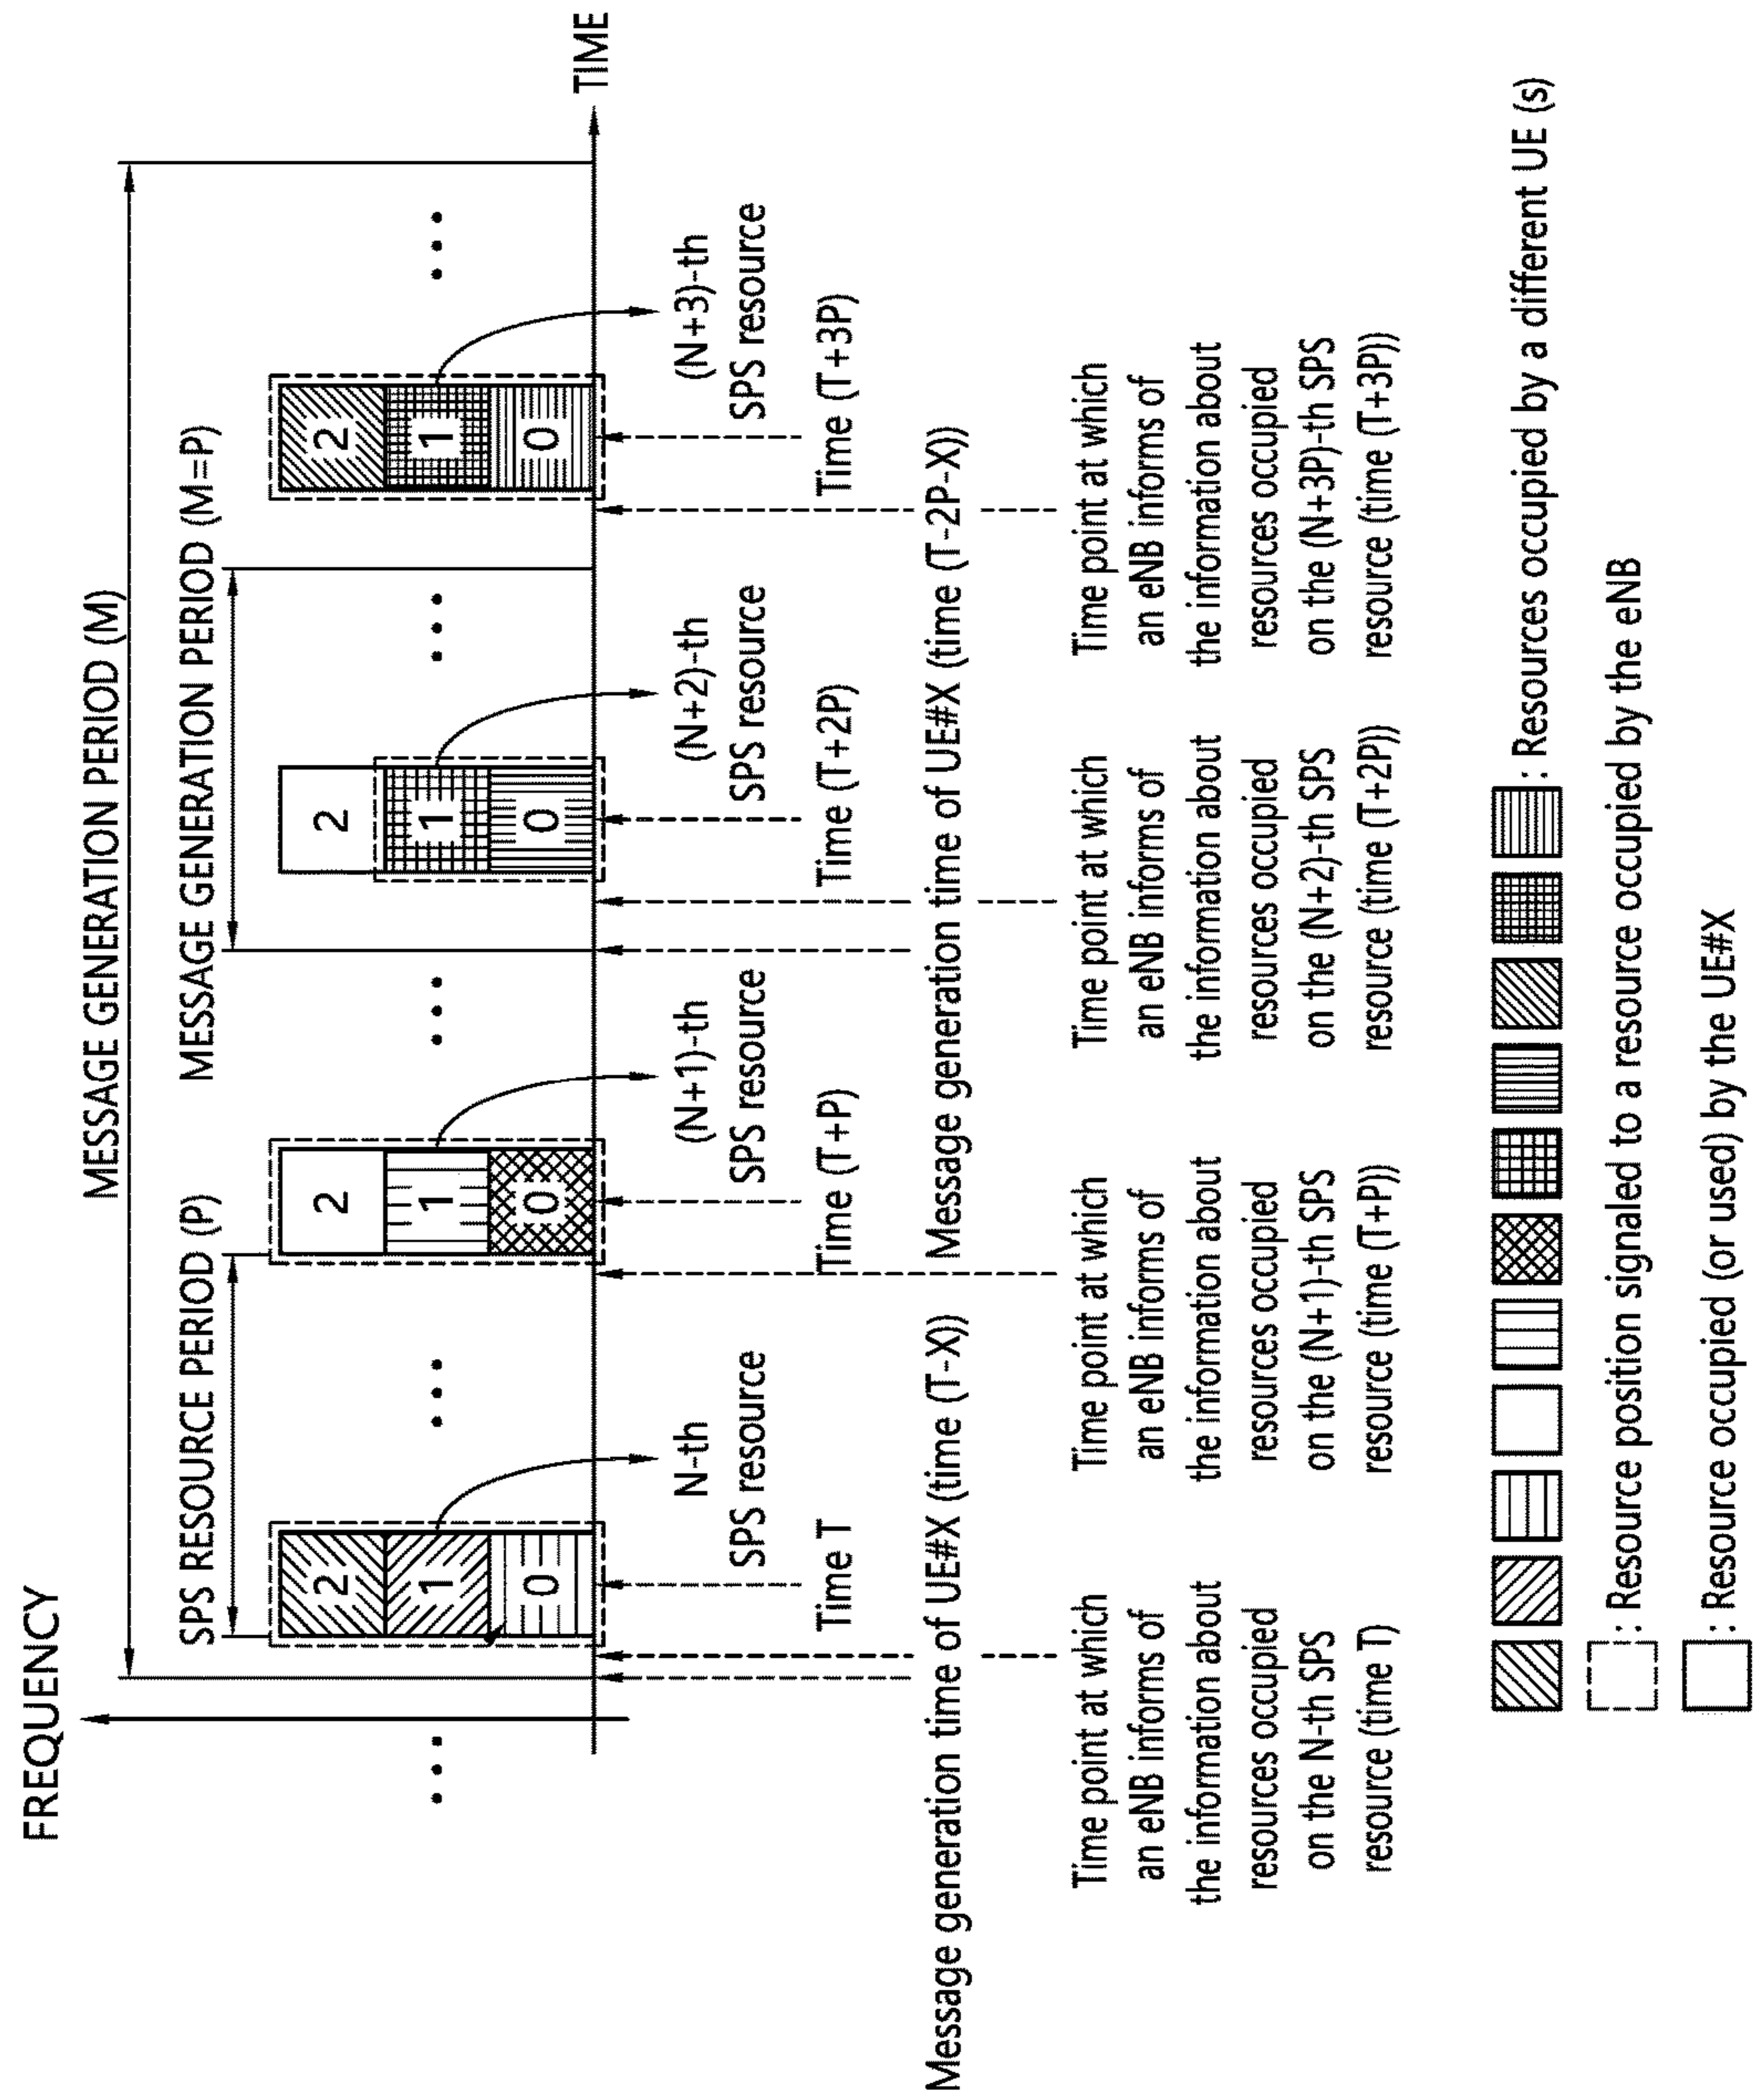 FREQUENCY
MESSAGE GENERATION PERIOD (M)
SPS RESOURCE PERIOD (P)
MESSAGE GENERATION PERIOD (M=P)
2
1
0
2
1
0
2
1
0
2
1
0
TIME
N-th
SPS resource
(N+1)-th
SPS resource
(N+2)-th
SPS resource
(N+3)-th
SPS resource
Time T
Time (T+P)
Time (T+2P)
Time (T+3P)
Message generation time of UE#X (time (T-X))
Message generation time of UE#X (time (T-2P-X))
Time point at which
an eNB informs of
the information about
resources occupied
on the N-th SPS
resource (time T)
Time point at which
an eNB informs of
the information about
resources occupied
on the (N+1)-th SPS
resource (time (T+P))
Time point at which
an eNB informs of
the information about
resources occupied
on the (N+2)-th SPS
resource (time (T+2P))
Time point at which
an eNB informs of
the information about
resources occupied
on the (N+3P)-th SPS
resource (time (T+3P))
: Resources occupied by a different UE (s)
: Resource position signaled to a resource occupied by the eNB
: Resource occupied (or used) by the UE#X